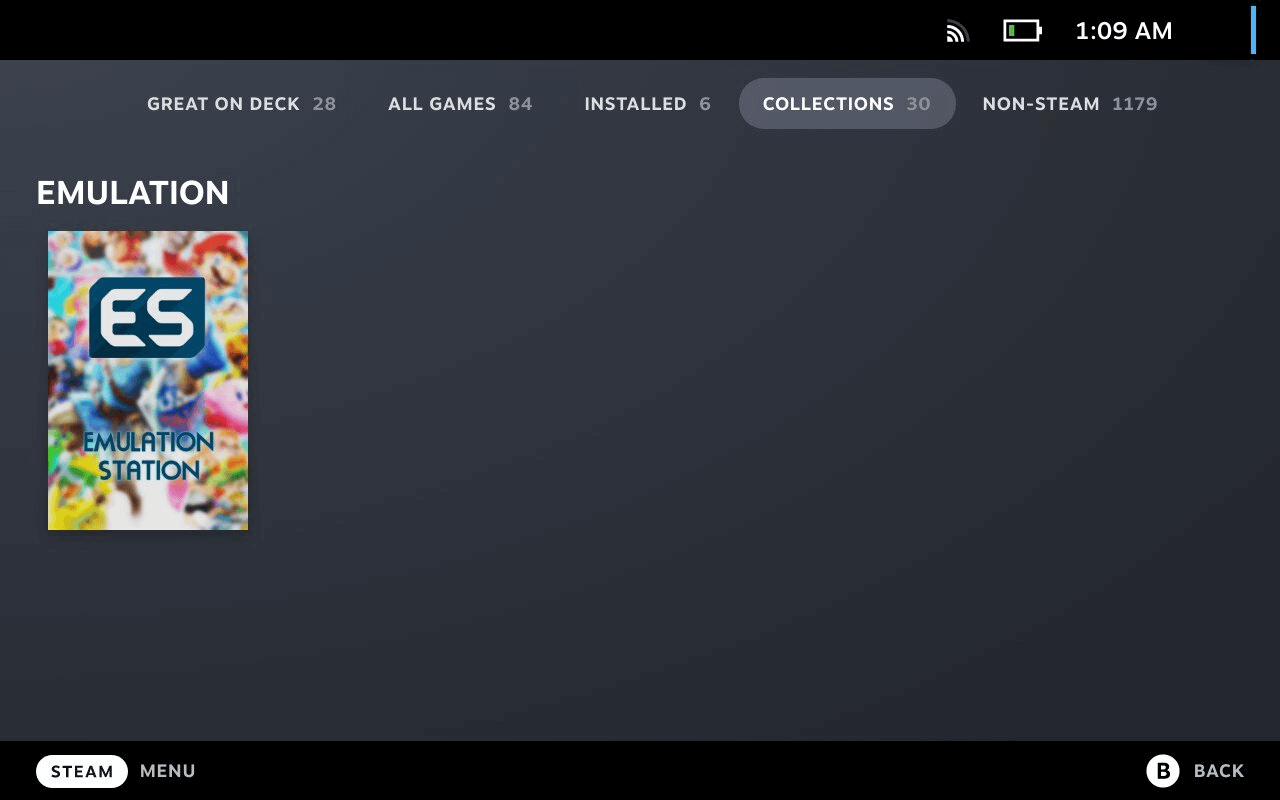 1:09 AM
GREAT ON DECK 28 ALL GAMES 84 INSTALLED 6 COLLECTIONS 30 NON-STEAM 1179
EMULATION
ES
EMULATION
STATION
STEAM MENU B BACK